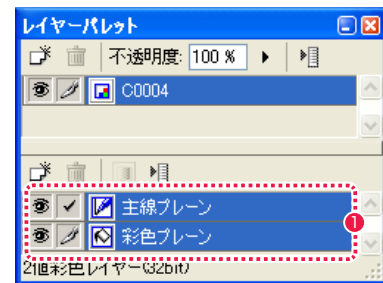 レイヤーパレット
不透明度: 100 %
C0004
主線プレーン
彩色プレーン
1
2値彩色レイヤー(32bit)